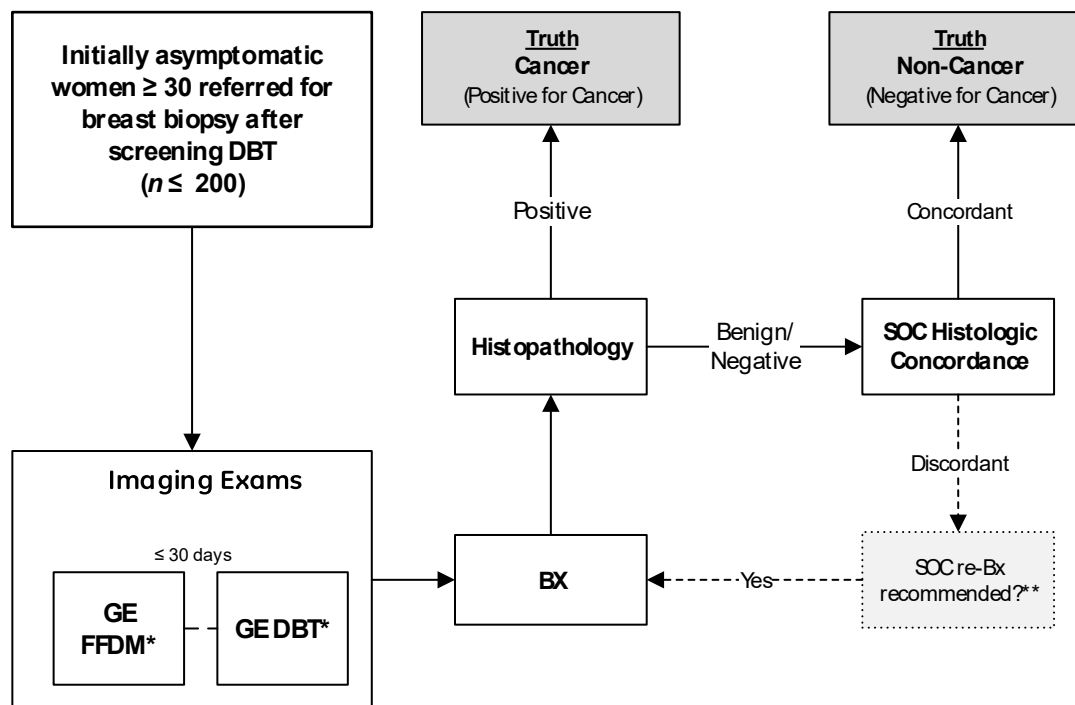 Initially asymptomatic
women ≥ 30 referred for
breast biopsy after
screening DBT
(n ≤ 200)
Truth
Cancer
(Positive for Cancer)
Truth
Non-Cancer
(Negative for Cancer)
Positive
Concordant
Histopathology
Benign/
Negative
SOC Histologic
Concordance
Discordant
Imaging Exams
≤ 30 days
GE
FFDM*
GE DBT*
BX
Yes
SOC re-Bx
recommended?**